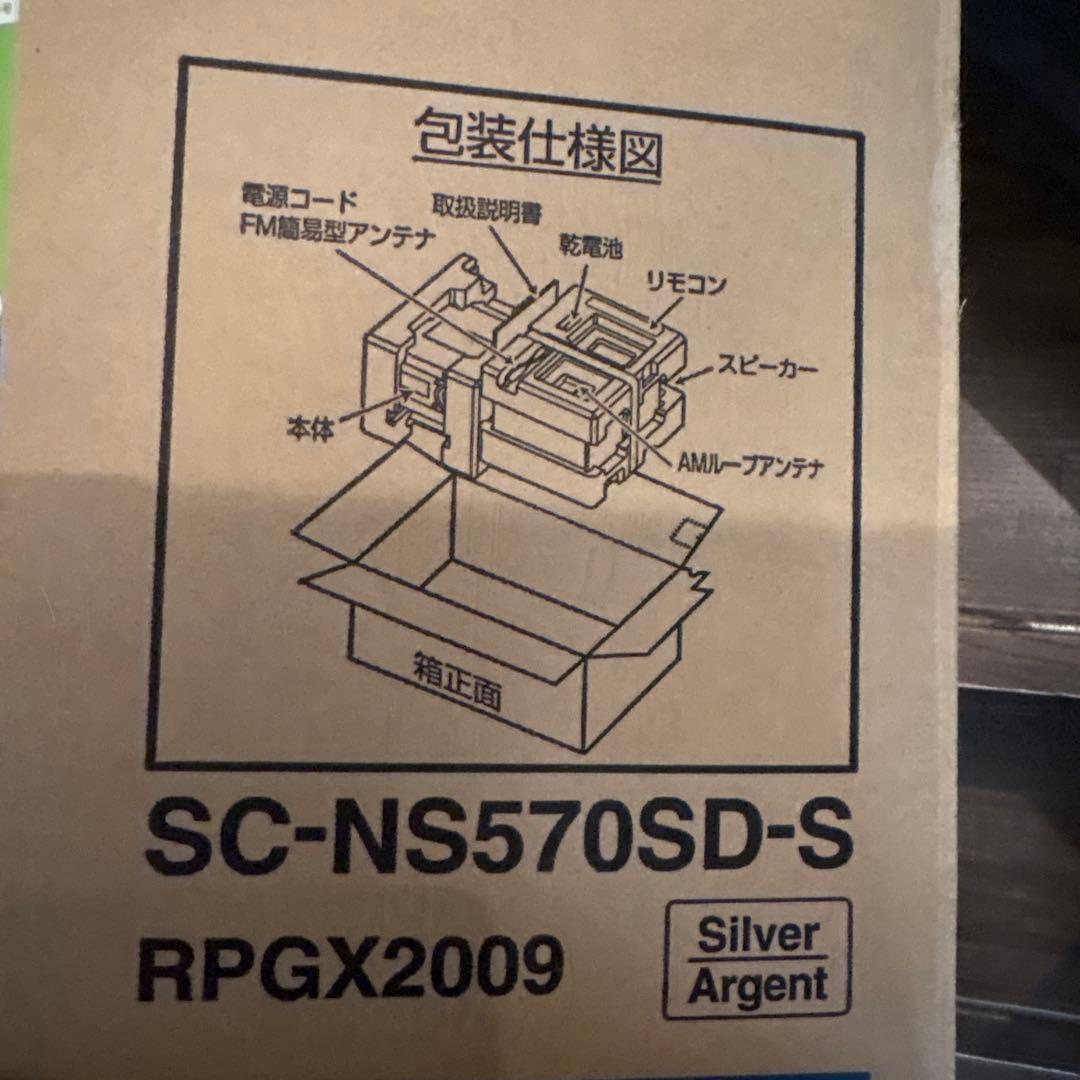 包装仕様図
電源コード
FM簡易型アンテナ
取扱説明書
乾電池
リモコン
スピーカー
本体
AMループアンテナ
箱正面
SC-NS570SD-S
RPGX2009
Silver
Argent